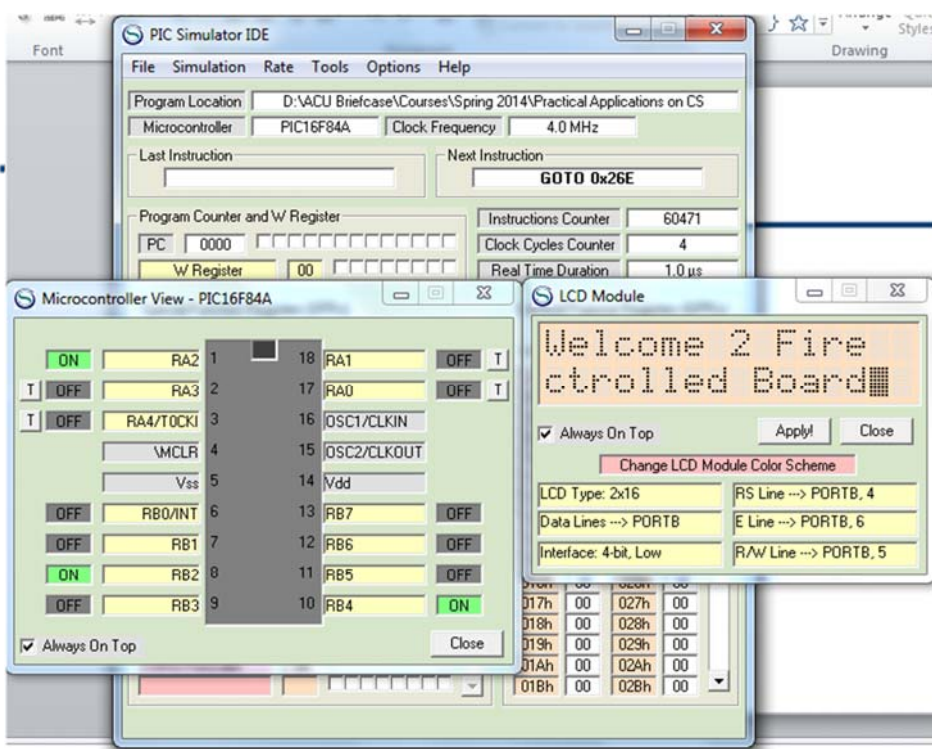 Font
Drawing
PIC Simulator IDE
File Simulation Rate Tools Options Help
Program Location D:\ACU Briefcase\Courses\Spring 2014\Practical Applications on CS
Microcontroller PIC16F84A Clock Frequency 4.0 MHz
Last Instruction
Next Instruction
GOTO 0x26E
Program Counter and W Register
PC 0000
W Register 00
Instructions Counter 60471
Clock Cycles Counter 4
Real Time Duration 1.0 µs
Microcontroller View - PIC16F84A
ON RA2 1 18 RA1 OFF T
T OFF RA3 2 17 RA0 OFF T
T OFF RA4/T0CKI 3 16 OSC1/CLKIN
\MCLR 4 15 OSC2/CLKOUT
Vss 5 14 Vdd
OFF RB0/INT 6 13 RB7 OFF
OFF RB1 7 12 RB6 OFF
ON RB2 8 11 RB5 OFF
OFF RB3 9 10 RB4 ON
Always On Top
Close
LCD Module
Welcome 2 Fire
ctrolled Board
Always On Top Apply! Close
Change LCD Module Color Scheme
LCD Type: 2x16 RS Line ---> PORTB, 4
Data Lines ---> PORTB E Line ---> PORTB, 6
Interface: 4-bit, Low R/W Line ---> PORTB, 5
017h 00 027h 00
018h 00 028h 00
019h 00 029h 00
01Ah 00 02Ah 00
01Bh 00 02Bh 00